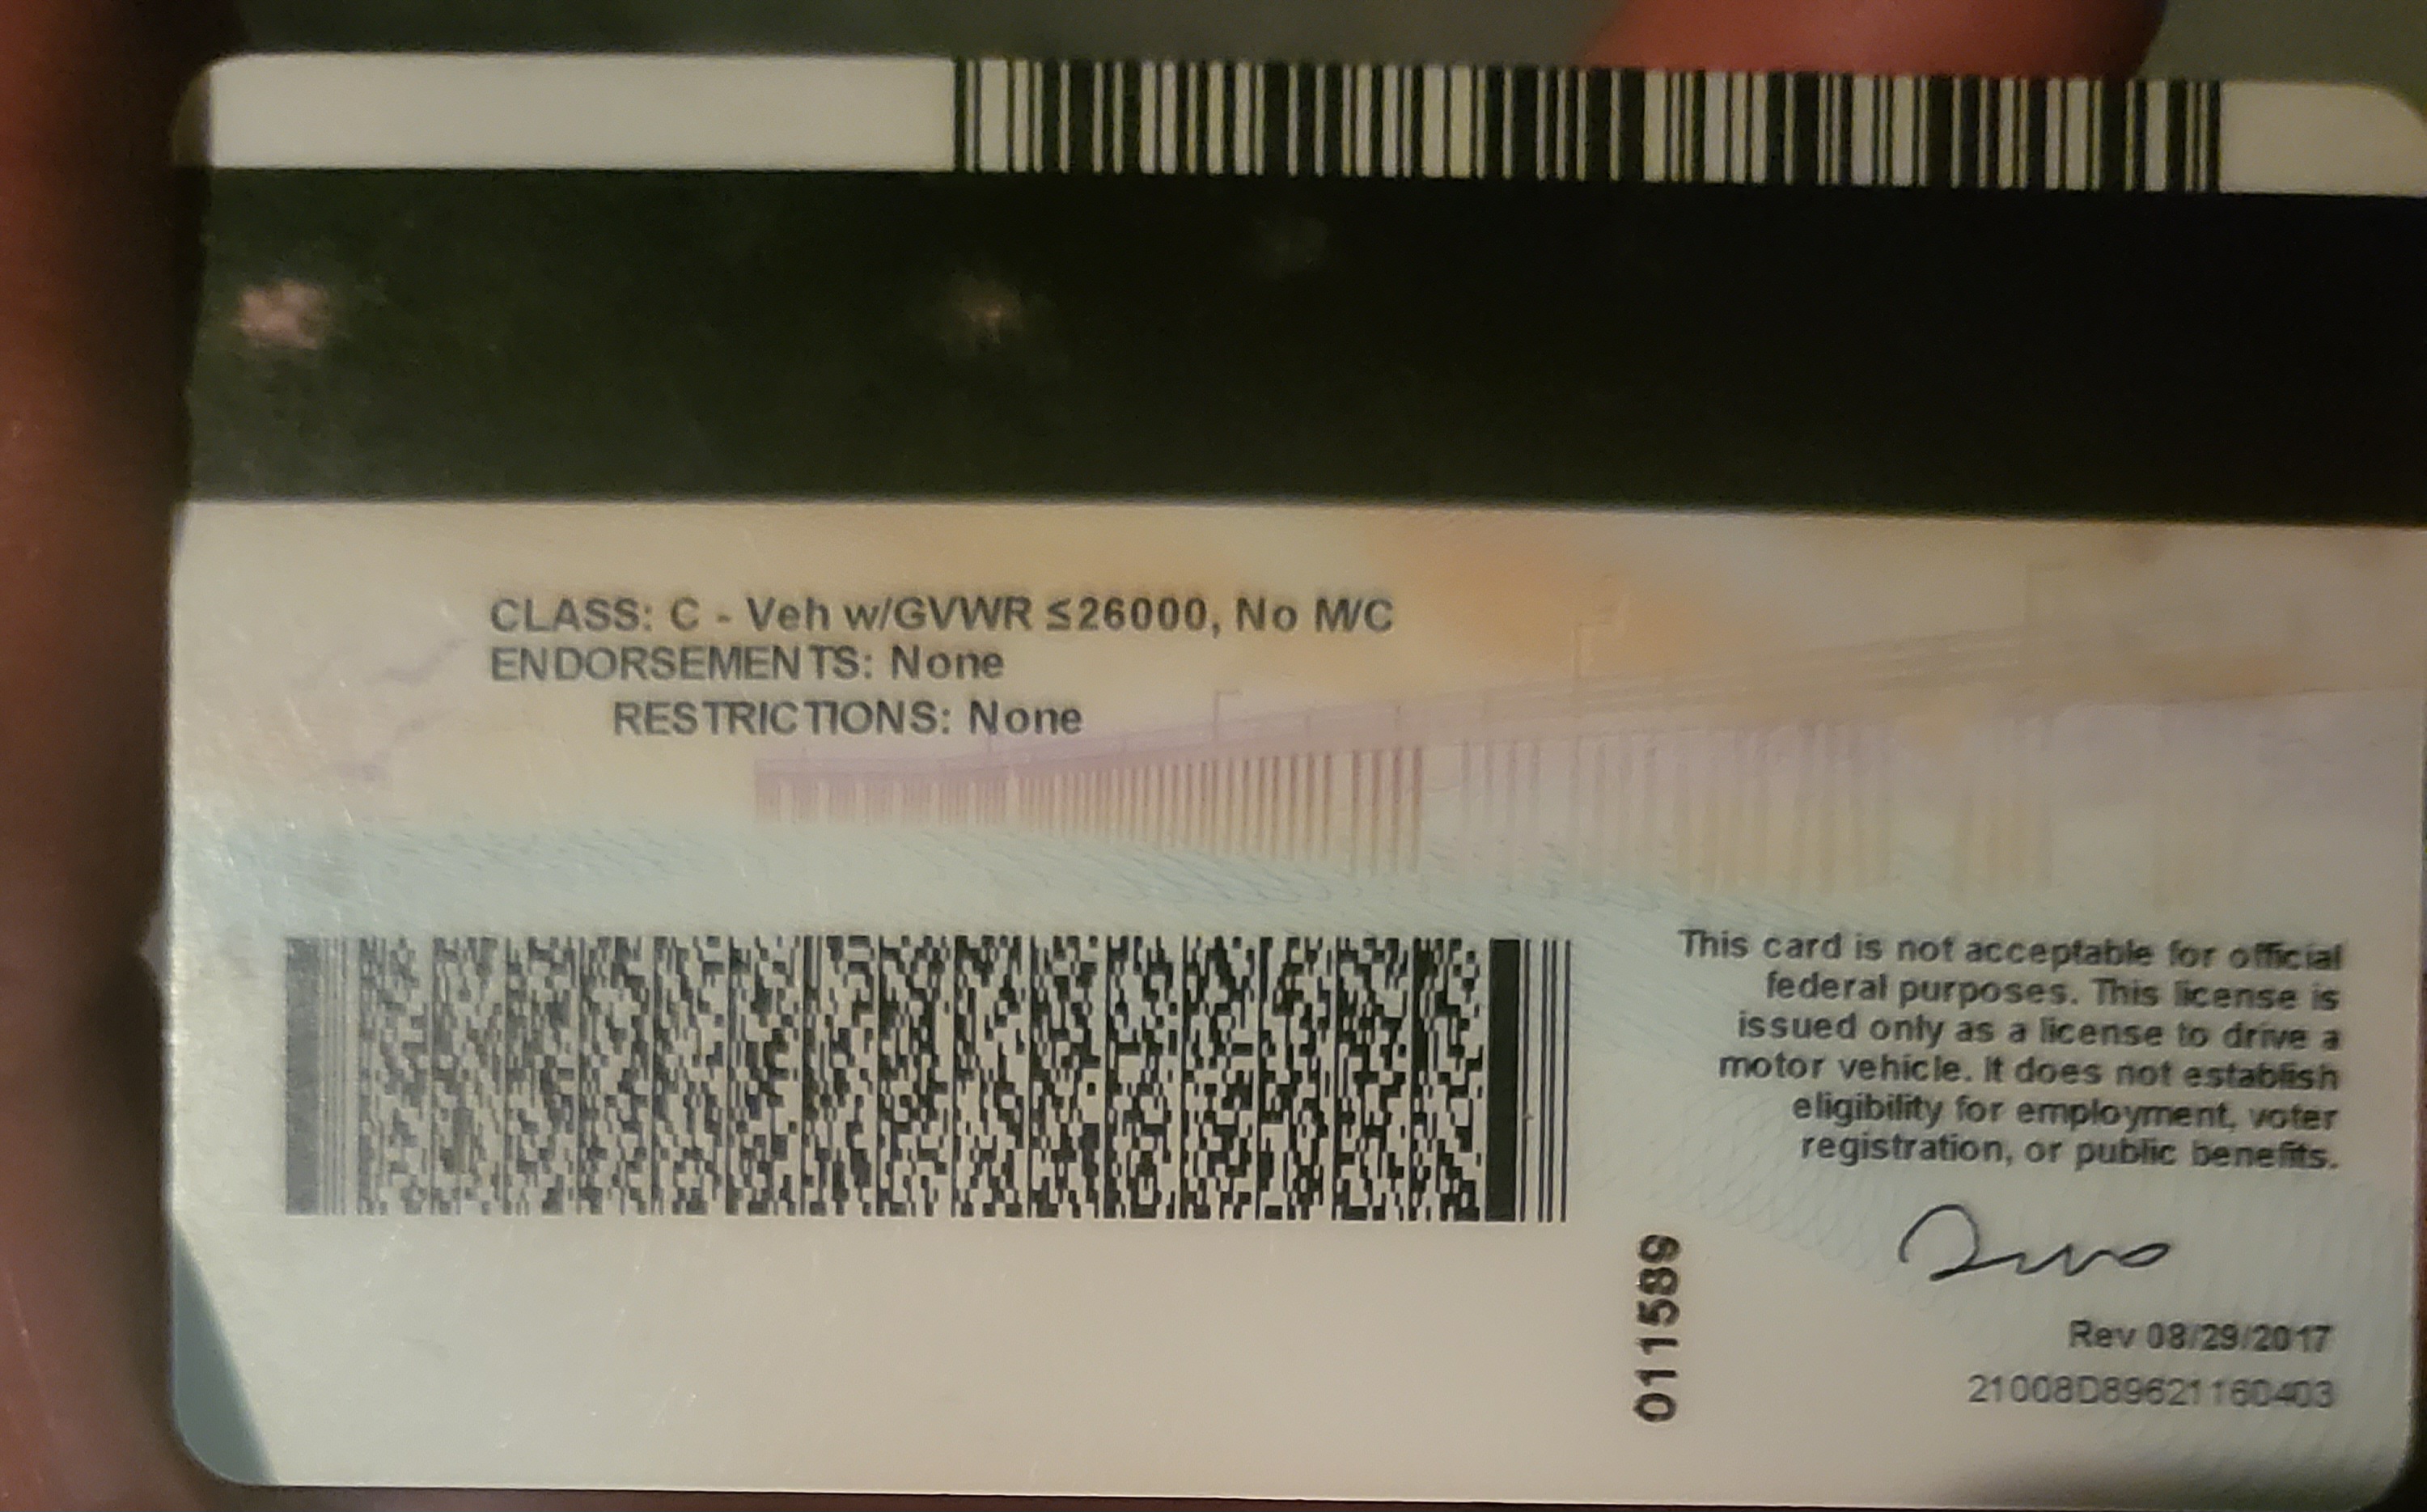 CLASS: C - Veh w/GVWR ≤26000, No M/C
ENDORSEMENTS: None
RESTRICTIONS: None
This card is not acceptable for official
federal purposes. This license is
issued only as a license to drive a
motor vehicle. It does not establish
eligibility for employment, voter
registration, or public benefits.
011589
Rev 08/29/2017
21008D89621160403